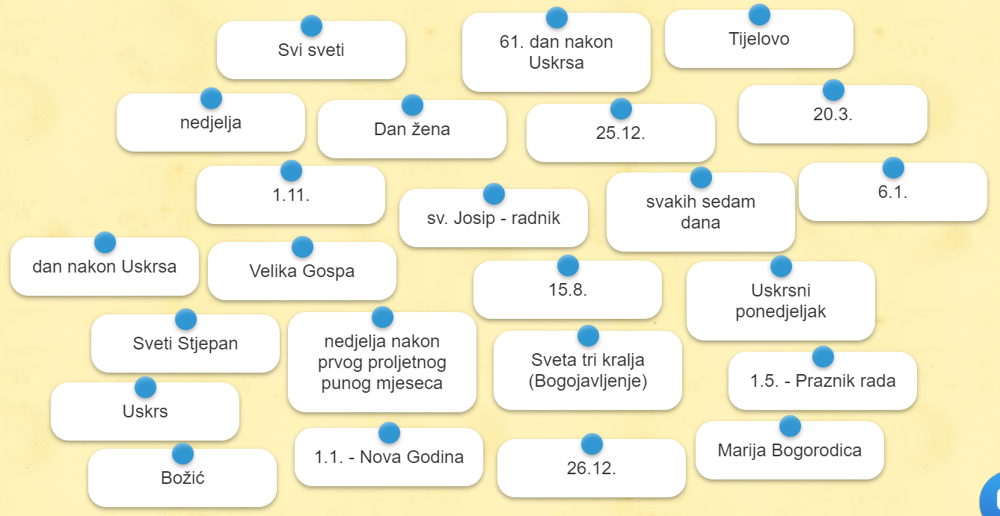 Svi sveti
61. dan nakon
Uskrsa
Tijelovo
nedjelja
Dan žena
25.12.
20.3.
1.11.
sv. Josip - radnik
svakih sedam
dana
6.1.
dan nakon Uskrsa
Velika Gospa
15.8.
Uskrsni
ponedjeljak
Sveti Stjepan
nedjelja nakon
prvog proljetnog
punog mjeseca
Sveta tri kralja
(Bogojavljenje)
1.5. - Praznik rada
Uskrs
1.1. - Nova Godina
26.12.
Marija Bogorodica
Božić